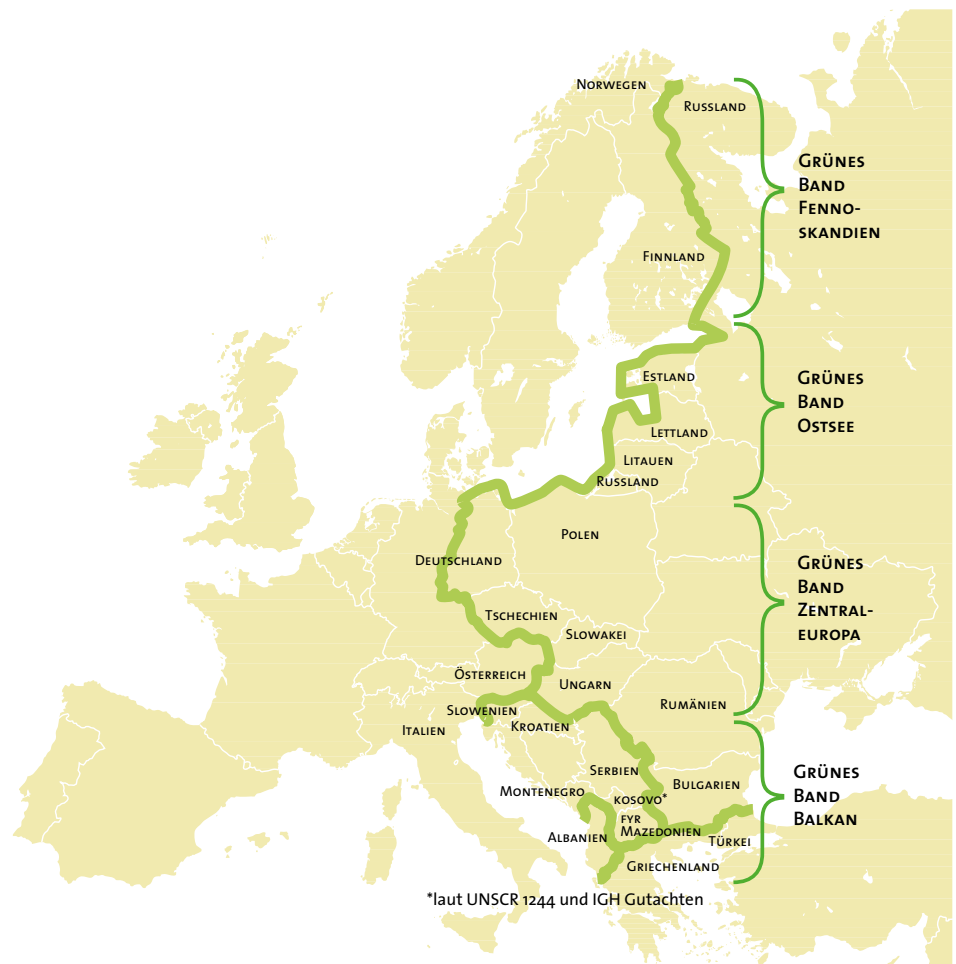 Norwegen
Russland
Grünes
Band
Fenno-
skandien
Finnland
Estland
Grünes
Band
Ostsee
Lettland
Litauen
Russland
Polen
Deutschland
Grünes
Band
Zentral-
europa
Tschechien
Slowakei
Österreich
Ungarn
Rumänien
Slowenien
Kroatien
Italien
Serbien
Bulgarien
Montenegro
kosovo*
Grünes
Band
Balkan
fyr
Mazedonien
Albanien
Türkei
Griechenland
*laut UNSCR 1244 und IGH Gutachten